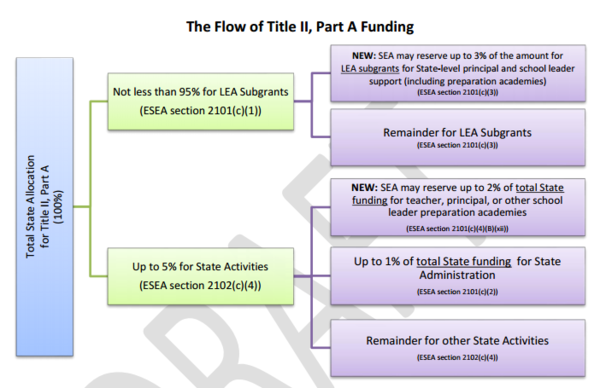 The Flow of Title II, Part A Funding
Total State Allocation
for Title II, Part A
(100%)
Not less than 95% for LEA Subgrants
(ESEA section 2101(c)(1))
NEW: SEA may reserve up to 3% of the amount for
LEA subgrants for State-level principal and school leader
support (including preparation academies)
(ESEA section 2101(c)(3))
Remainder for LEA Subgrants
(ESEA section 2101(c)(3))
Up to 5% for State Activities
(ESEA section 2102(c)(4))
NEW: SEA may reserve up to 2% of total State
funding for teacher, principal, or other school
leader preparation academies
(ESEA section 2101(c)(4)(B)(xii))
Up to 1% of total State funding for State
Administration
(ESEA section 2101(c)(2))
Remainder for other State Activities
(ESEA section 2102(c)(4))
DRAFT